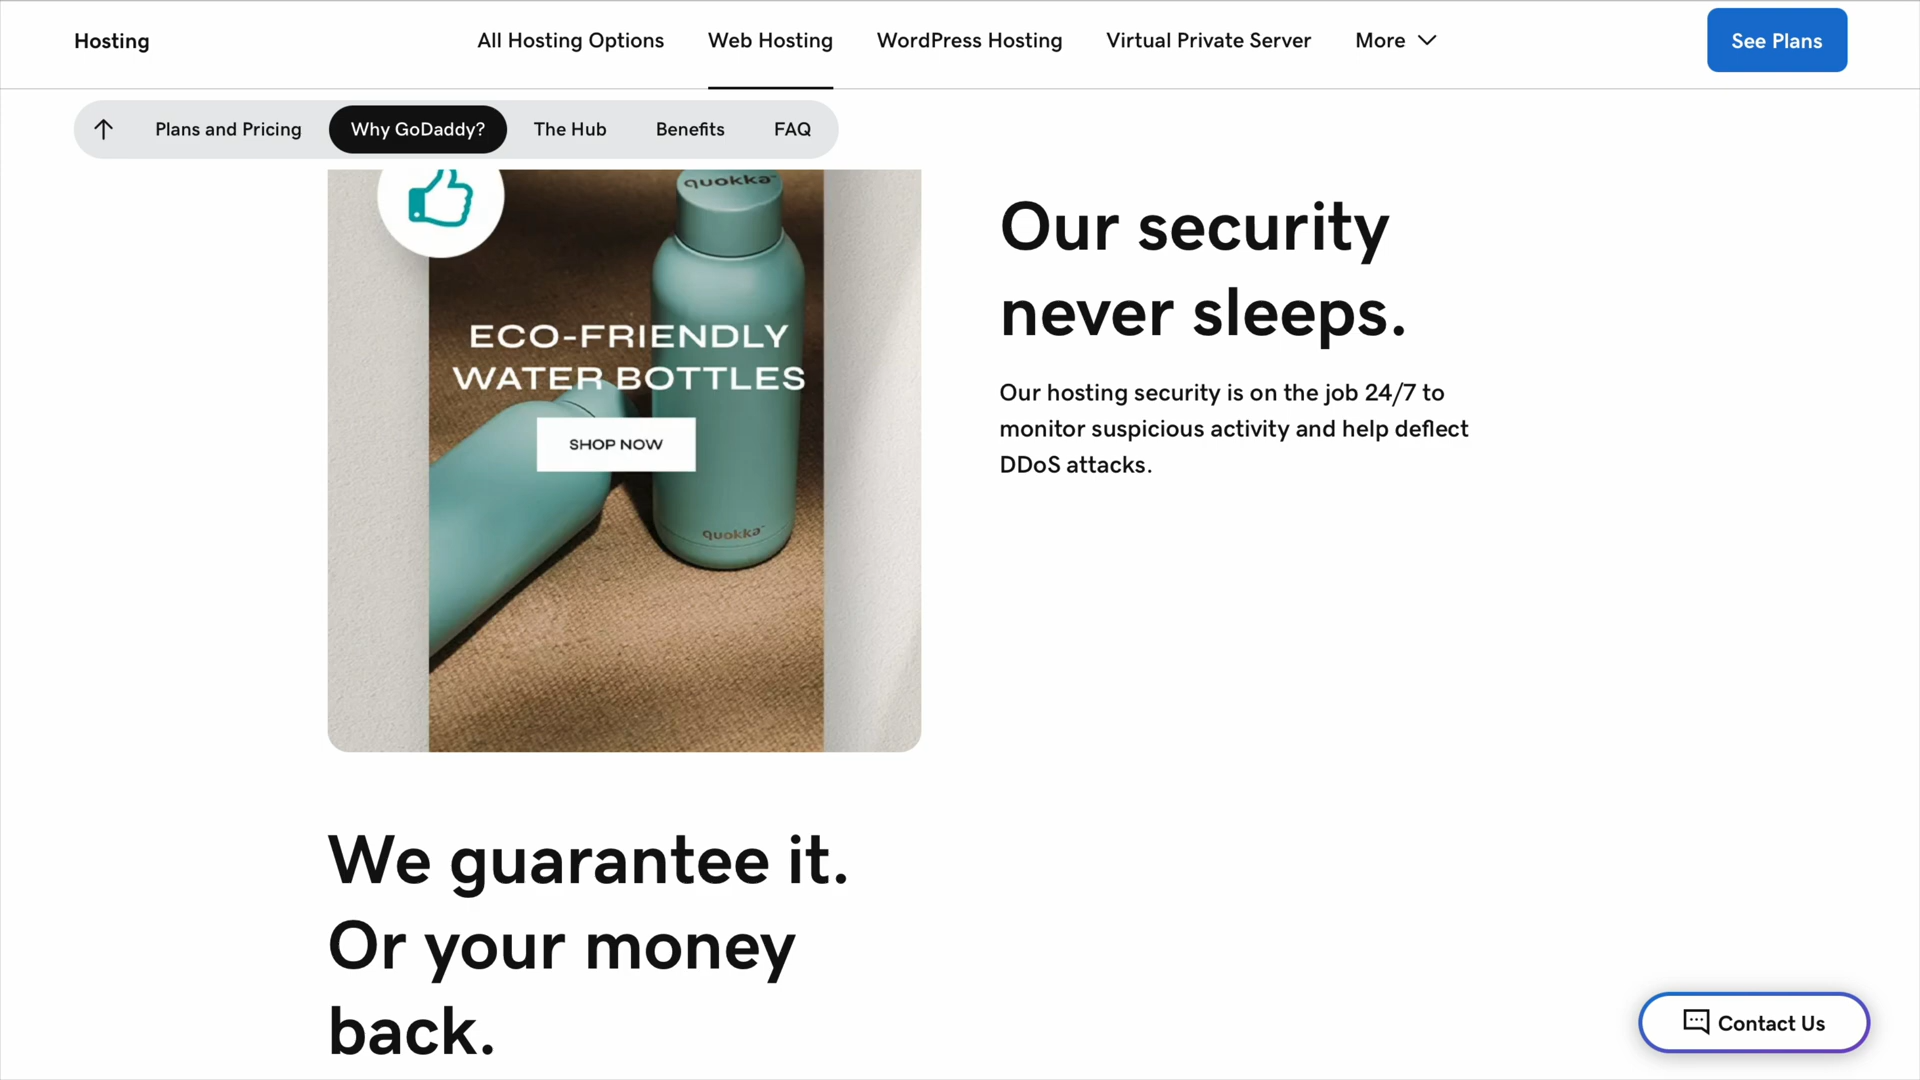 Hosting
All Hosting Options
Web Hosting
WordPress Hosting
Virtual Private Server
More
See Plans
Plans and Pricing
Why GoDaddy?
The Hub
Benefits
FAQ
quokka™
ECO-FRIENDLY
WATER BOTTLES
SHOP NOW
quokka™
Our security
never sleeps.
Our hosting security is on the job 24/7 to
monitor suspicious activity and help deflect
DDoS attacks.
We guarantee it.
Or your money
back.
Contact Us